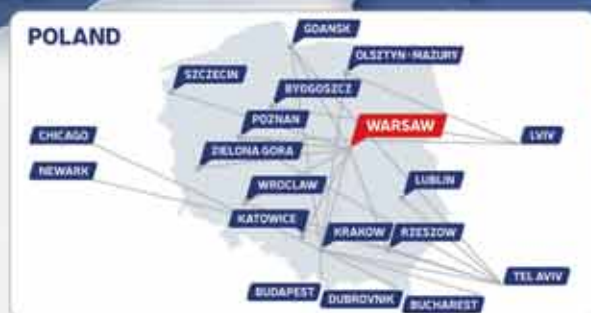 POLAND
GDANSK
OLSZTYN-MAZURY
SZCZECIN
BYDGOSZCZ
POZNAN
WARSAW
CHICAGO
LVIV
ZIELONA GORA
NEWARK
WROCLAW
LUBLIN
KATOWICE
KRAKOW
RZESZOW
TEL AVIV
BUDAPEST
DUBROVNIK
BUCHAREST